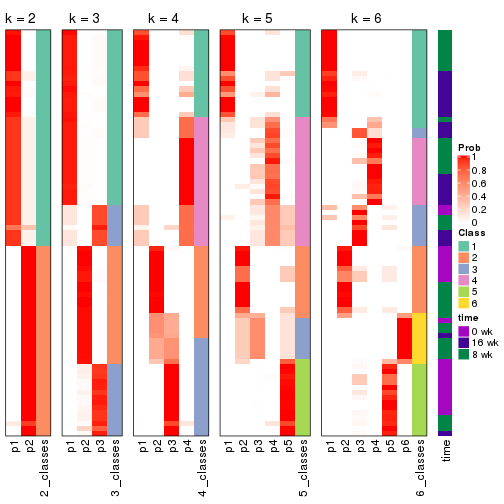 k = 2
k = 3
k = 4
k = 5
k = 6
Prob
1
0.8
0.6
0.4
0.2
0
Class
1
2
3
4
5
6
time
0 wk
16 wk
8 wk
p1
p2
2_classes
p1
p2
p3
3_classes
p1
p2
p3
p4
4_classes
p1
p2
p3
p4
p5
5_classes
p1
p2
p3
p4
p5
p6
6_classes
time